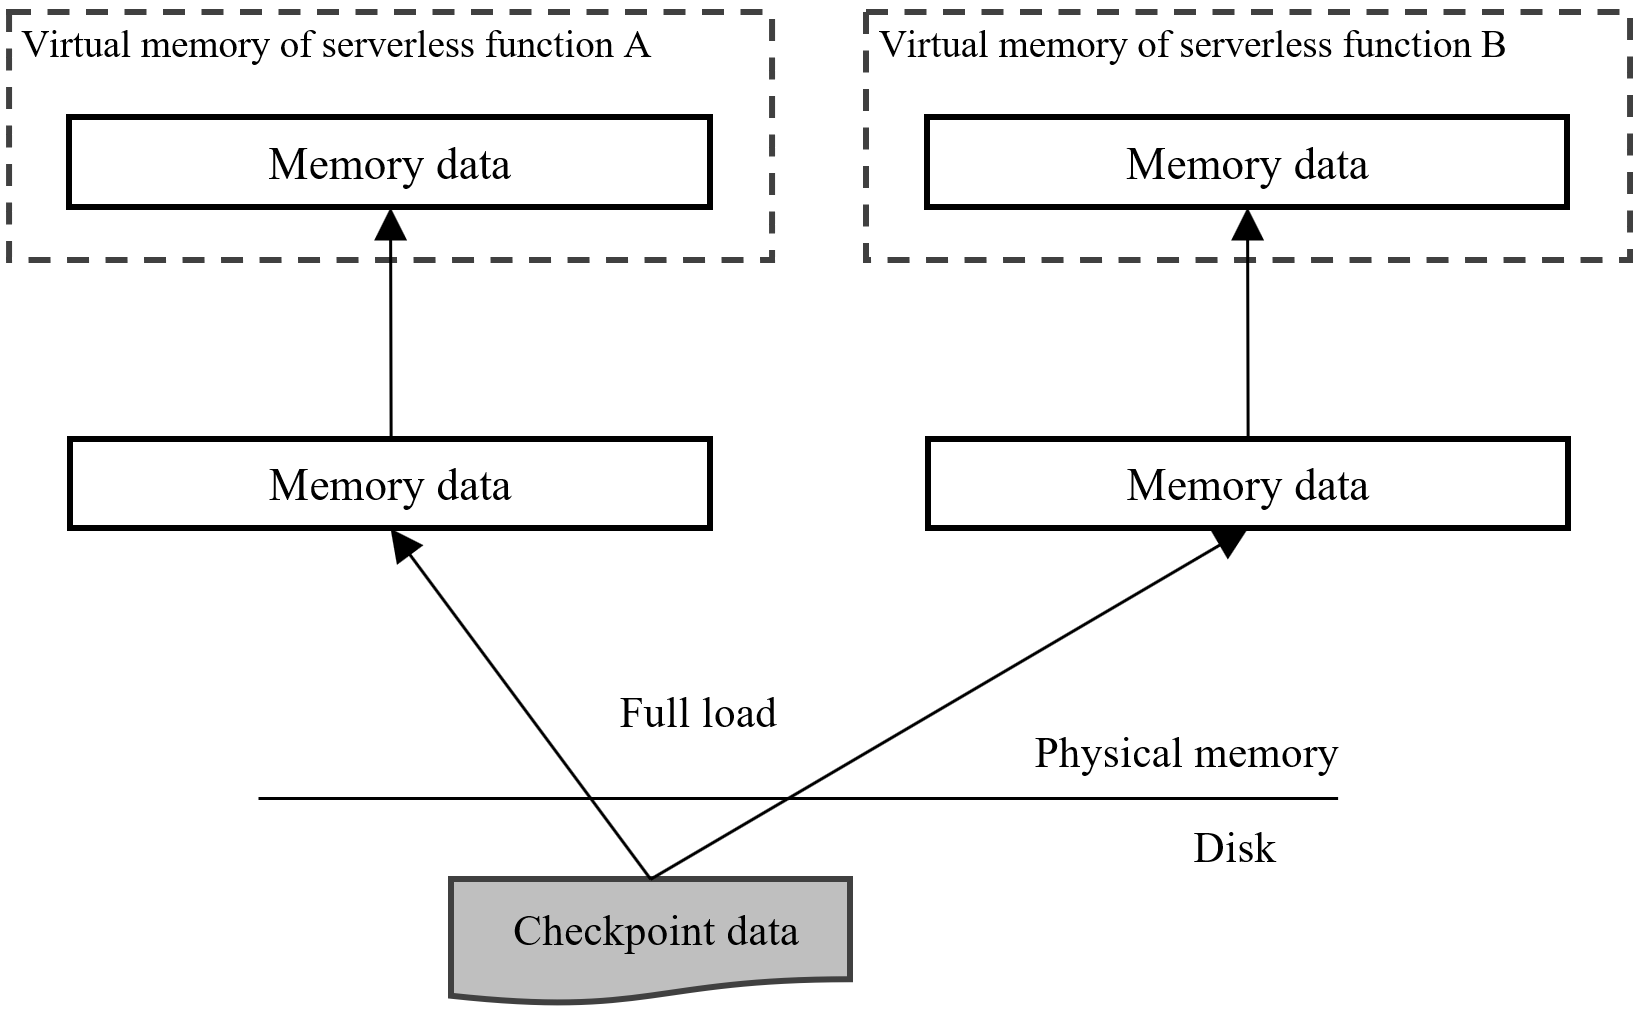 Virtual memory of serverless function A
Virtual memory of serverless function B
Memory data
Memory data
Memory data
Memory data
Full load
Physical memory
Disk
Checkpoint data